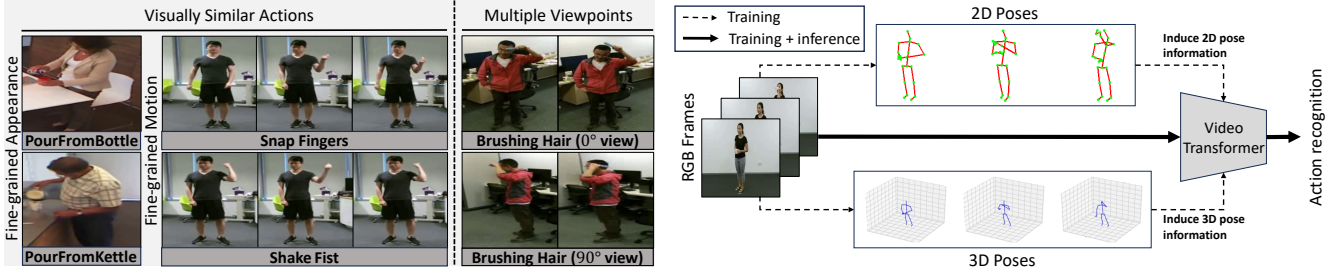 Visually Similar Actions
Multiple Viewpoints
Fine-grained Appearance
PourFromBottle
PourFromKettle
Fine-grained Motion
Snap Fingers
Shake Fist
Brushing Hair (0° view)
Brushing Hair (90° view)
Training
Training + inference
RGB Frames
2D Poses
Induce 2D pose
information
Video
Transformer
Action recognition
Induce 3D pose
information
3D Poses